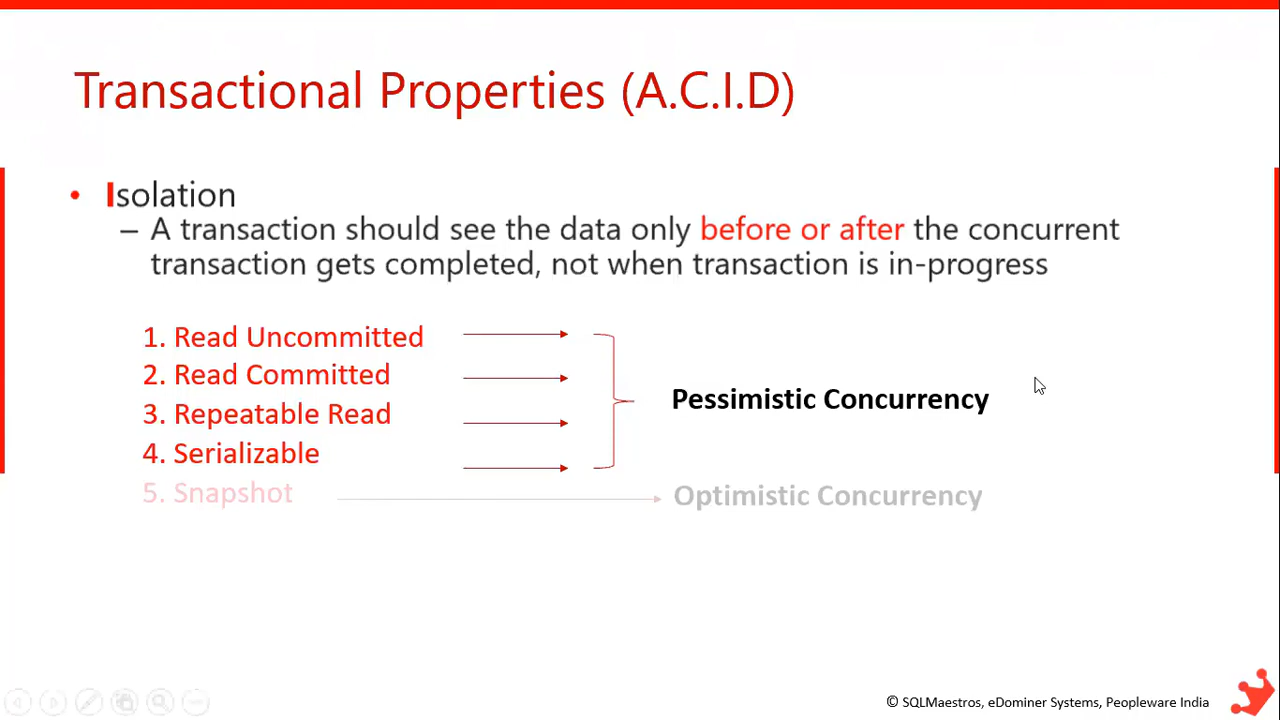 Transactional Properties (A.C.I.D)
• Isolation
– A transaction should see the data only before or after the concurrent
transaction gets completed, not when transaction is in-progress
1. Read Uncommitted
2. Read Committed
3. Repeatable Read
4. Serializable
Pessimistic Concurrency
5. Snapshot
Optimistic Concurrency
© SQLMaestros, eDominer Systems, Peopleware India